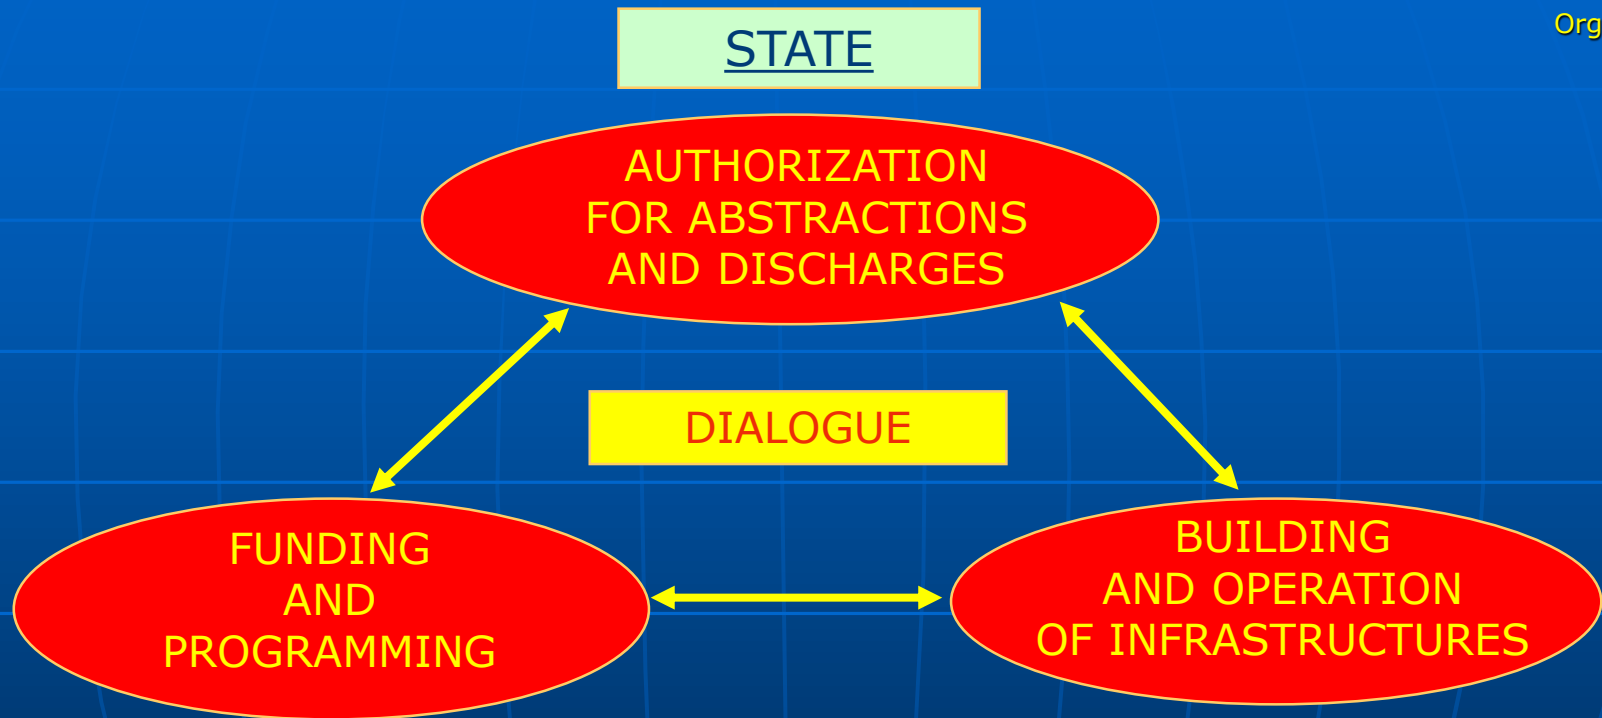 STATE
Org
AUTHORIZATION
FOR ABSTRACTIONS
AND DISCHARGES
DIALOGUE
FUNDING
AND
PROGRAMMING
BUILDING
AND OPERATION
OF INFRASTRUCTURES